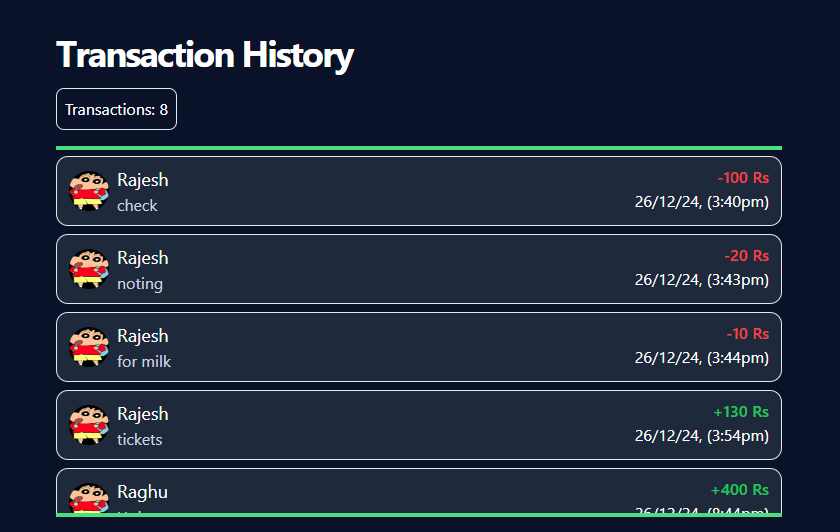 Transaction History
Transactions: 8
Rajesh
-100 Rs
check
26/12/24, (3:40pm)
Rajesh
-20 Rs
noting
26/12/24, (3:43pm)
Rajesh
-10 Rs
for milk
26/12/24, (3:44pm)
Rajesh
+130 Rs
tickets
26/12/24, (3:54pm)
Raghu
+400 Rs
26/12/24, (8:44pm)